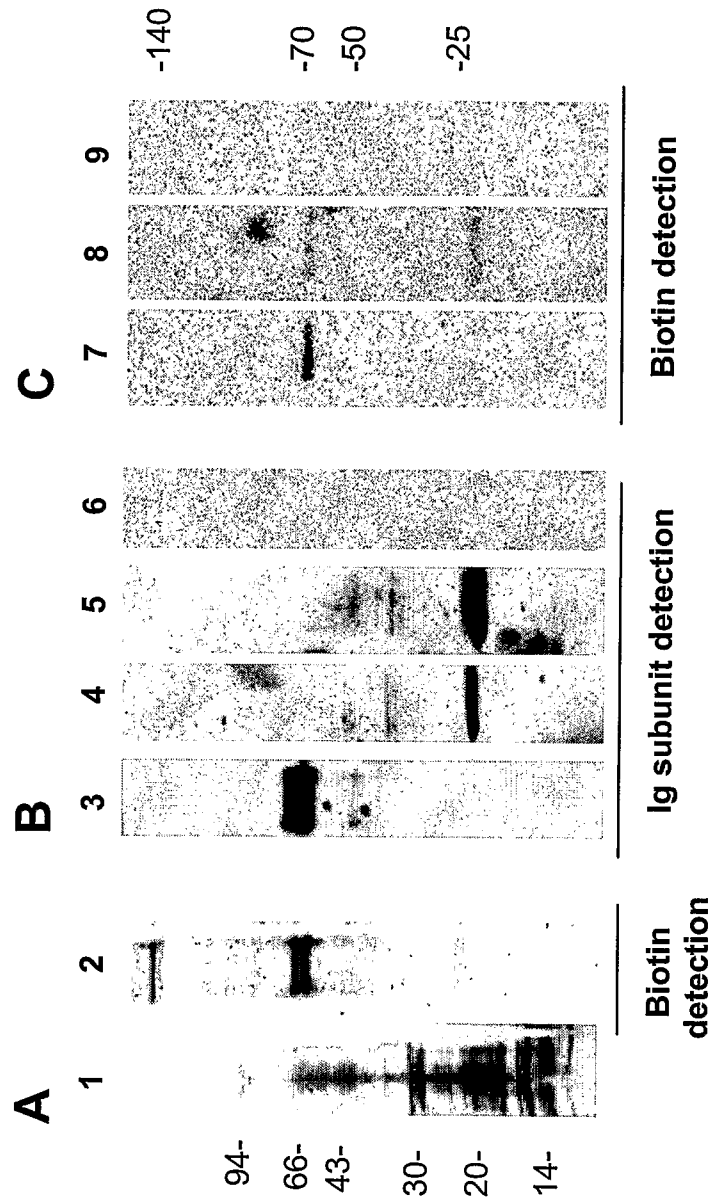 A
B
C
1
2
3
4
5
6
7
8
9
94-
66-
43-
30-
20-
14-
-140
-70
-50
-25
Biotin
detection
Ig subunit detection
Biotin detection